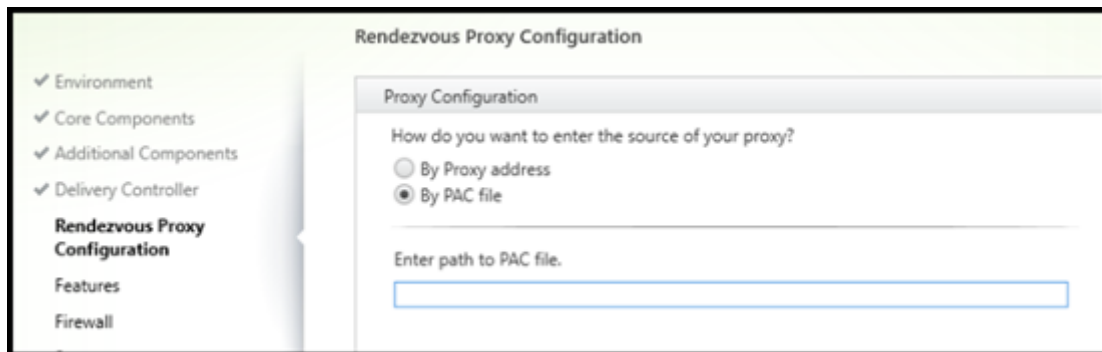 Rendezvous Proxy Configuration
Environment
Core Components
Additional Components
Delivery Controller
Rendezvous Proxy
Configuration
Features
Firewall
Proxy Configuration
How do you want to enter the source of your proxy?
By Proxy address
By PAC file
Enter path to PAC file.